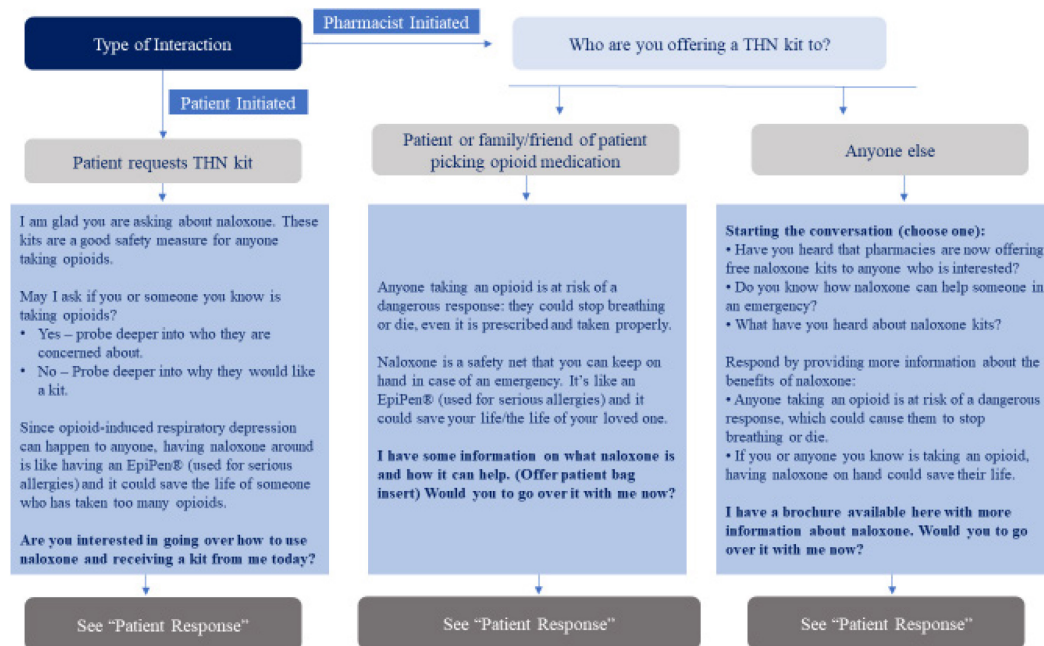 Type of Interaction
Pharmacist Initiated
Who are you offering a THN kit to?
Patient Initiated
Patient requests THN kit
Patient or family/friend of patient
picking opioid medication
Anyone else
I am glad you are asking about naloxone. These
kits are a good safety measure for anyone
taking opioids.
May I ask if you or someone you know is
taking opioids?
• Yes – probe deeper into who they are
concerned about.
• No – Probe deeper into why they would like
a kit.
Since opioid-induced respiratory depression
can happen to anyone, having naloxone around
is like having an EpiPen® (used for serious
allergies) and it could save the life of someone
who has taken too many opioids.
Are you interested in going over how to use
naloxone and receiving a kit from me today?
Anyone taking an opioid is at risk of a
dangerous response: they could stop breathing
or die, even it is prescribed and taken properly.
Naloxone is a safety net that you can keep on
hand in case of an emergency. It's like an
EpiPen® (used for serious allergies) and it
could save your life/the life of your loved one.
I have some information on what naloxone is
and how it can help. (Offer patient bag
insert) Would you to go over it with me now?
Starting the conversation (choose one):
• Have you heard that pharmacies are now offering
free naloxone kits to anyone who is interested?
• Do you know how naloxone can help someone in
an emergency?
• What have you heard about naloxone kits?
Respond by providing more information about the
benefits of naloxone:
• Anyone taking an opioid is at risk of a dangerous
response, which could cause them to stop
breathing or die.
• If you or anyone you know is taking an opioid,
having naloxone on hand could save their life.
I have a brochure available here with more
information about naloxone. Would you to go
over it with me now?
See “Patient Response”
See “Patient Response”
See “Patient Response”